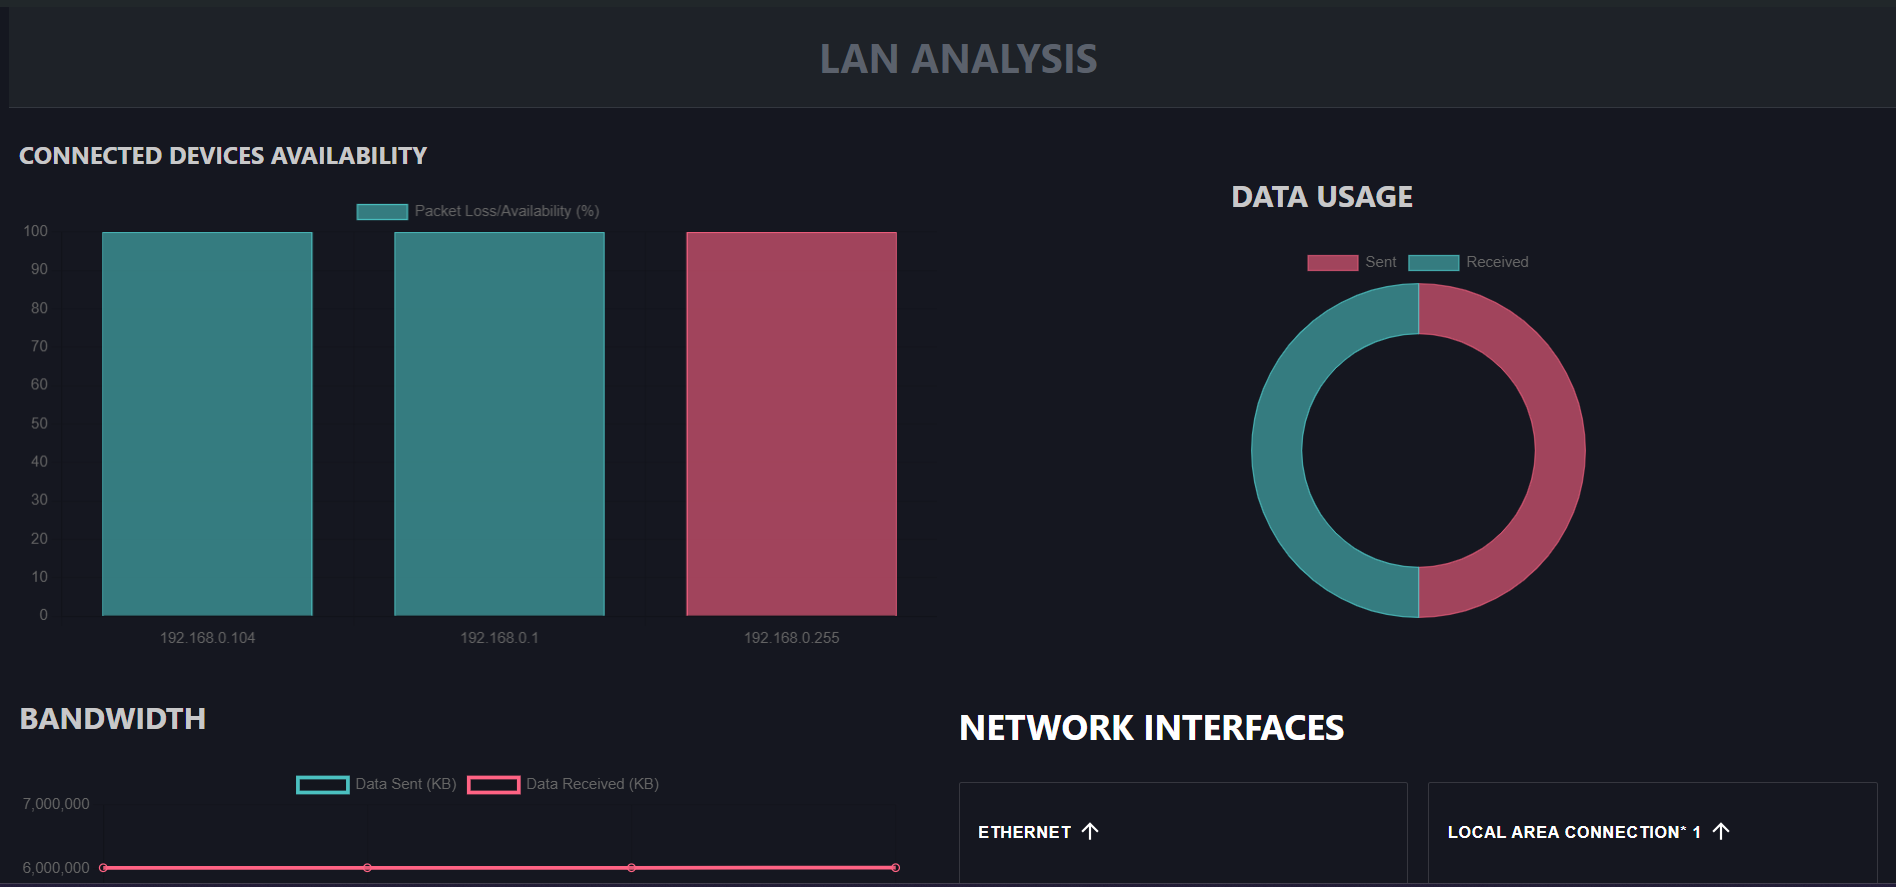 LAN ANALYSIS
CONNECTED DEVICES AVAILABILITY
Packet Loss/Availability (%)
100
90
80
70
60
50
40
30
20
10
0
192.168.0.104 192.168.0.1 192.168.0.255
DATA USAGE
Sent Received
BANDWIDTH
Data Sent (KB) Data Received (KB)
7,000,000
6,000,000
NETWORK INTERFACES
ETHERNET ↑
LOCAL AREA CONNECTION* 1 ↑